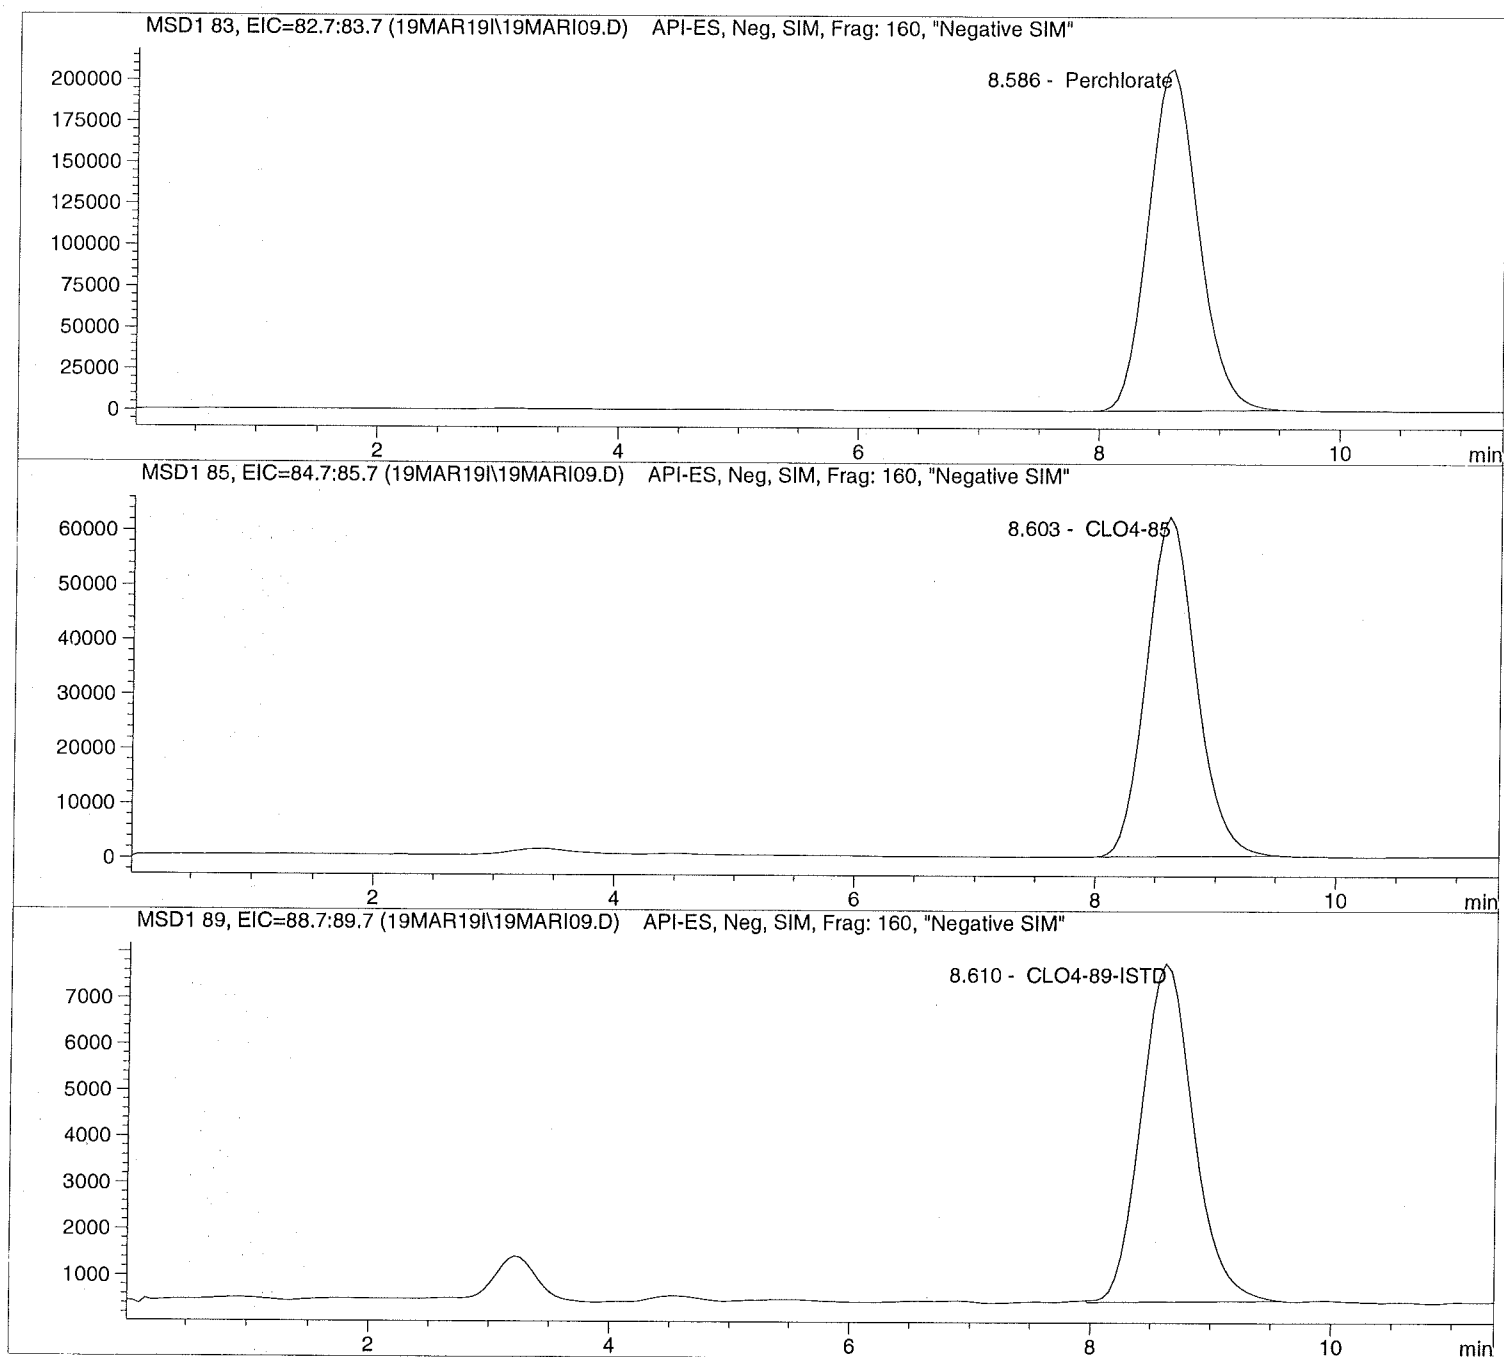 MSD1 83, EIC=82.7:83.7 (19MAR19I\19MARI09.D) API-ES, Neg, SIM, Frag: 160, "Negative SIM"
8.586 - Perchlorate
200000
175000
150000
125000
100000
75000
50000
25000
0
2 4 6 8 10 min
MSD1 85, EIC=84.7:85.7 (19MAR19I\19MARI09.D) API-ES, Neg, SIM, Frag: 160, "Negative SIM"
8.603 - CLO4-85
60000
50000
40000
30000
20000
10000
0
2 4 6 8 10 min
MSD1 89, EIC=88.7:89.7 (19MAR19I\19MARI09.D) API-ES, Neg, SIM, Frag: 160, "Negative SIM"
8.610 - CLO4-89-ISTD
7000
6000
5000
4000
3000
2000
1000
2 4 6 8 10 min